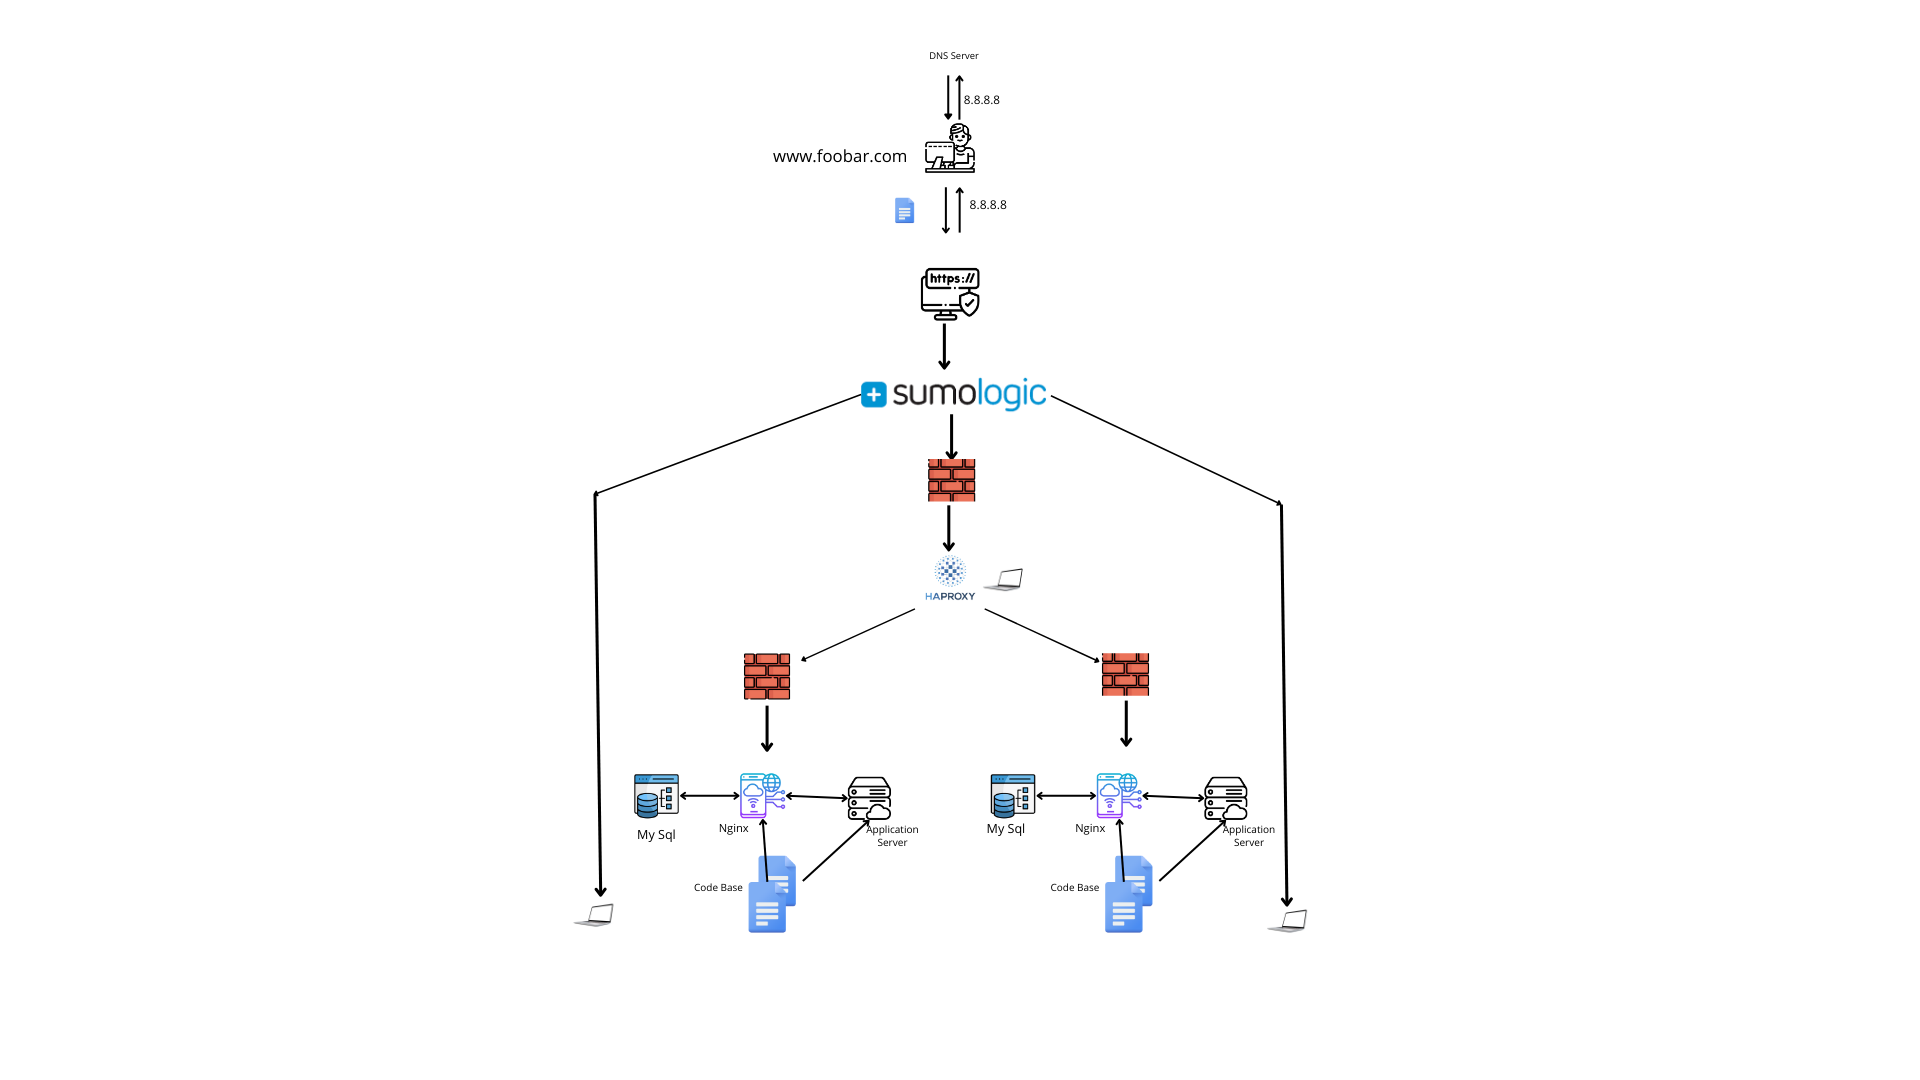 DNS Server
8.8.8.8
www.foobar.com
8.8.8.8
https://
sumologic
HAPROXY
My Sql
Nginx
Application
Server
Code Base
My Sql
Nginx
Application
Server
Code Base